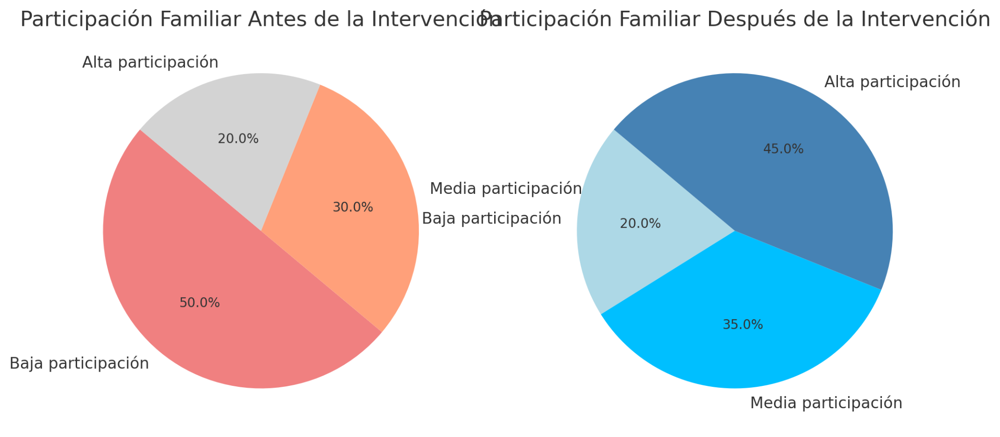 Participación Familiar Antes de la Intervención
Alta participación
20.0%
30.0%
Media participación
50.0%
Baja participación
Participación Familiar Después de la Intervención
Alta participación
45.0%
Baja participación
20.0%
35.0%
Media participación